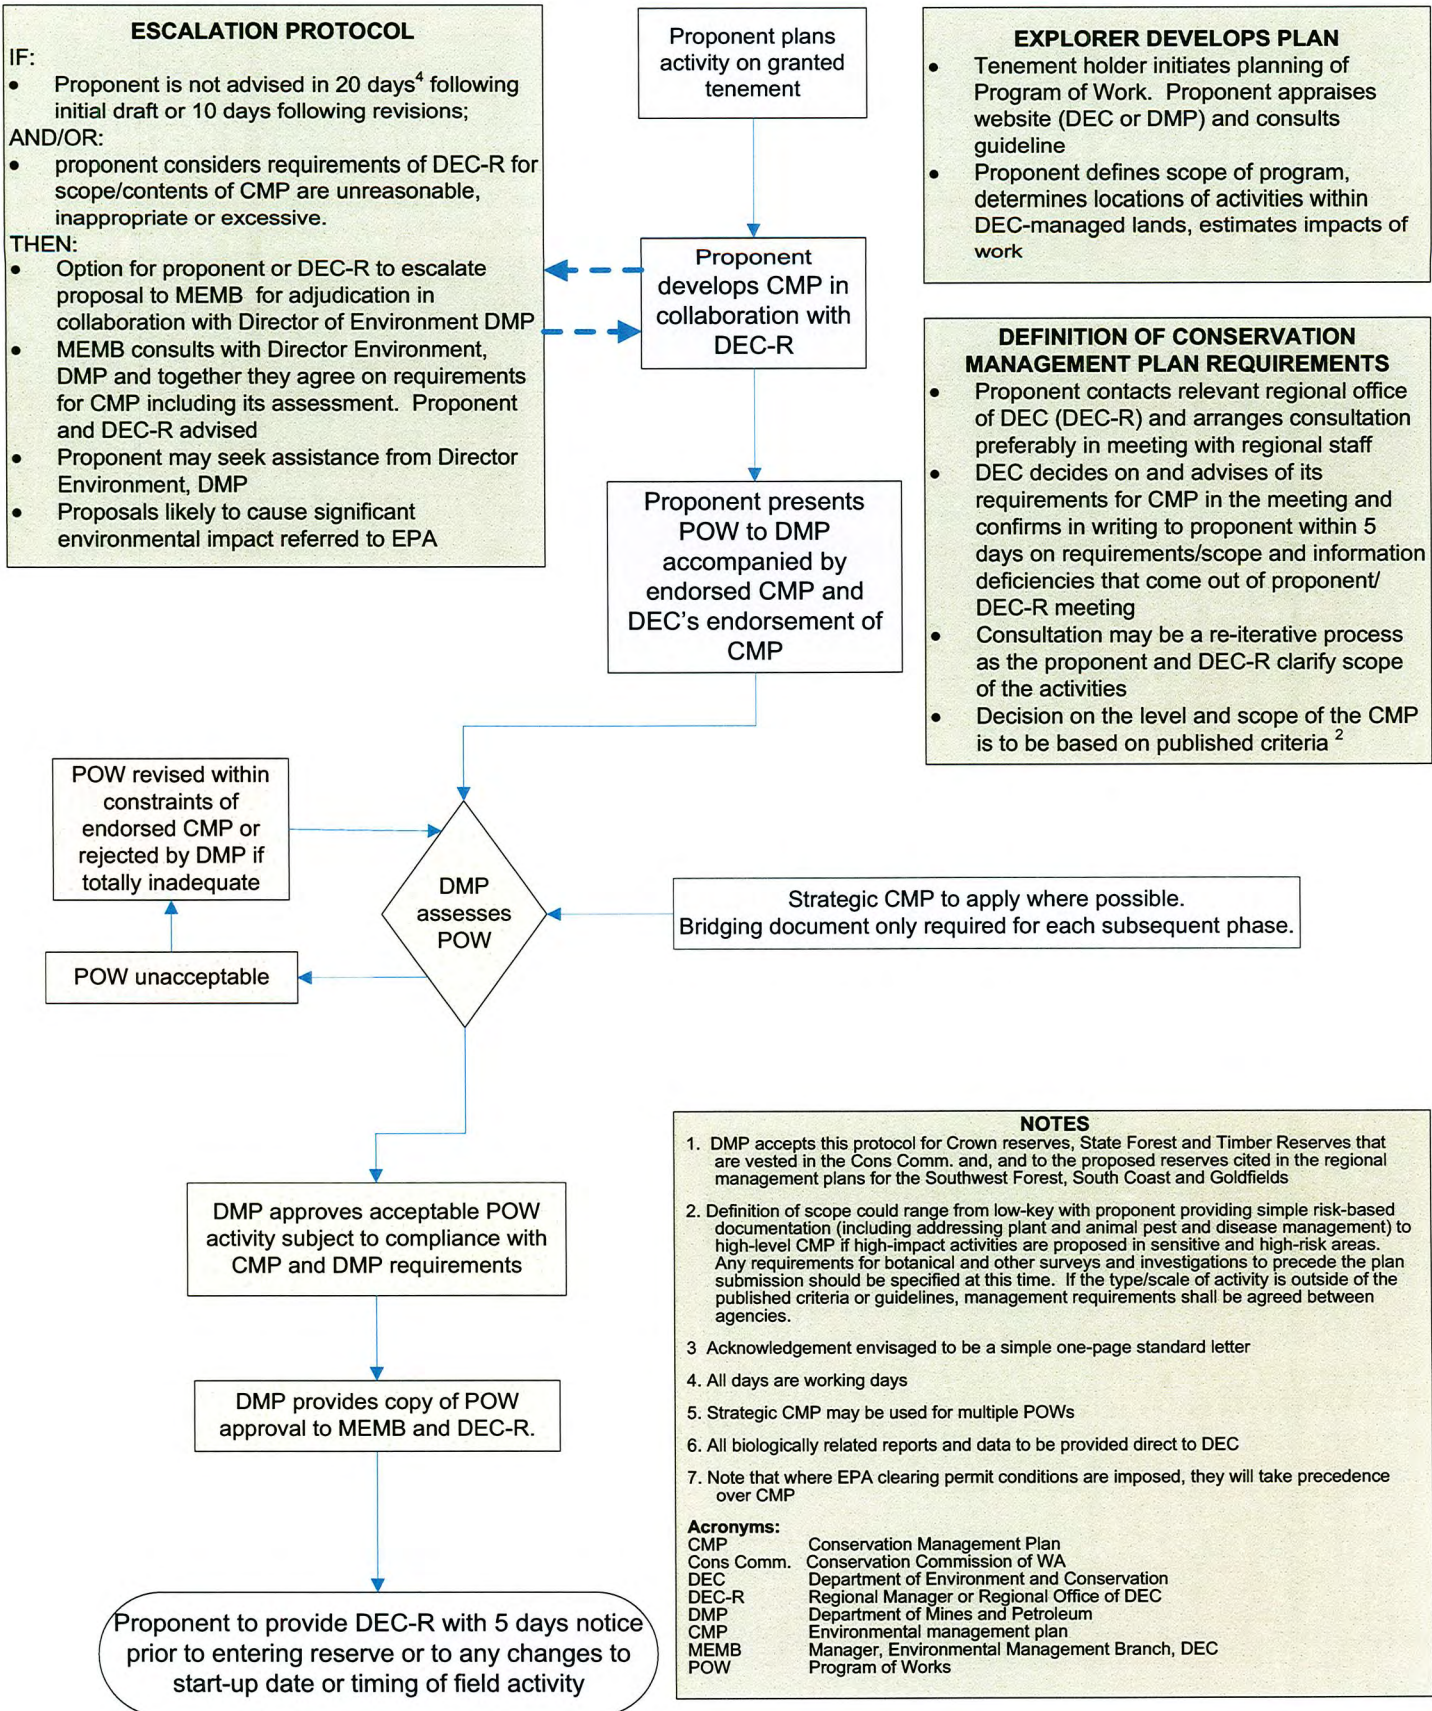 ESCALATION PROTOCOL
IF:
• Proponent is not advised in 20 days4 following
initial draft or 10 days following revisions;
AND/OR:
• proponent considers requirements of DEC-R for
scope/contents of CMP are unreasonable,
inappropriate or excessive.
THEN:
• Option for proponent or DEC-R to escalate
proposal to MEMB for adjudication in
collaboration with Director of Environment DMP
• MEMB consults with Director Environment,
DMP and together they agree on requirements
for CMP including its assessment. Proponent
and DEC-R advised
• Proponent may seek assistance from Director
Environment, DMP
• Proposals likely to cause significant
environmental impact referred to EPA
Proponent plans
activity on granted
tenement
Proponent
develops CMP in
collaboration with
DEC-R
Proponent presents
POW to DMP
accompanied by
endorsed CMP and
DEC's endorsement of
CMP
EXPLORER DEVELOPS PLAN
• Tenement holder initiates planning of
Program of Work. Proponent appraises
website (DEC or DMP) and consults
guideline
• Proponent defines scope of program,
determines locations of activities within
DEC-managed lands, estimates impacts of
work
DEFINITION OF CONSERVATION
MANAGEMENT PLAN REQUIREMENTS
• Proponent contacts relevant regional office
of DEC (DEC-R) and arranges consultation
preferably in meeting with regional staff
• DEC decides on and advises of its
requirements for CMP in the meeting and
confirms in writing to proponent within 5
days on requirements/scope and information
deficiencies that come out of proponent/
DEC-R meeting
• Consultation may be a re-iterative process
as the proponent and DEC-R clarify scope
of the activities
• Decision on the level and scope of the CMP
is to be based on published criteria 2
POW revised within
constraints of
endorsed CMP or
rejected by DMP if
totally inadequate
POW unacceptable
DMP
assesses
POW
Strategic CMP to apply where possible.
Bridging document only required for each subsequent phase.
DMP approves acceptable POW
activity subject to compliance with
CMP and DMP requirements
DMP provides copy of POW
approval to MEMB and DEC-R.
Proponent to provide DEC-R with 5 days notice
prior to entering reserve or to any changes to
start-up date or timing of field activity
NOTES
1. DMP accepts this protocol for Crown reserves, State Forest and Timber Reserves that
are vested in the Cons Comm. and, and to the proposed reserves cited in the regional
management plans for the Southwest Forest, South Coast and Goldfields
2. Definition of scope could range from low-key with proponent providing simple risk-based
documentation (including addressing plant and animal pest and disease management) to
high-level CMP if high-impact activities are proposed in sensitive and high-risk areas.
Any requirements for botanical and other surveys and investigations to precede the plan
submission should be specified at this time. If the type/scale of activity is outside of the
published criteria or guidelines, management requirements shall be agreed between
agencies.
3 Acknowledgement envisaged to be a simple one-page standard letter
4. All days are working days
5. Strategic CMP may be used for multiple POWs
6. All biologically related reports and data to be provided direct to DEC
7. Note that where EPA clearing permit conditions are imposed, they will take precedence
over CMP
Acronyms:
CMP Conservation Management Plan
Cons Comm. Conservation Commission of WA
DEC Department of Environment and Conservation
DEC-R Regional Manager or Regional Office of DEC
DMP Department of Mines and Petroleum
CMP Environmental management plan
MEMB Manager, Environmental Management Branch, DEC
POW Program of Works